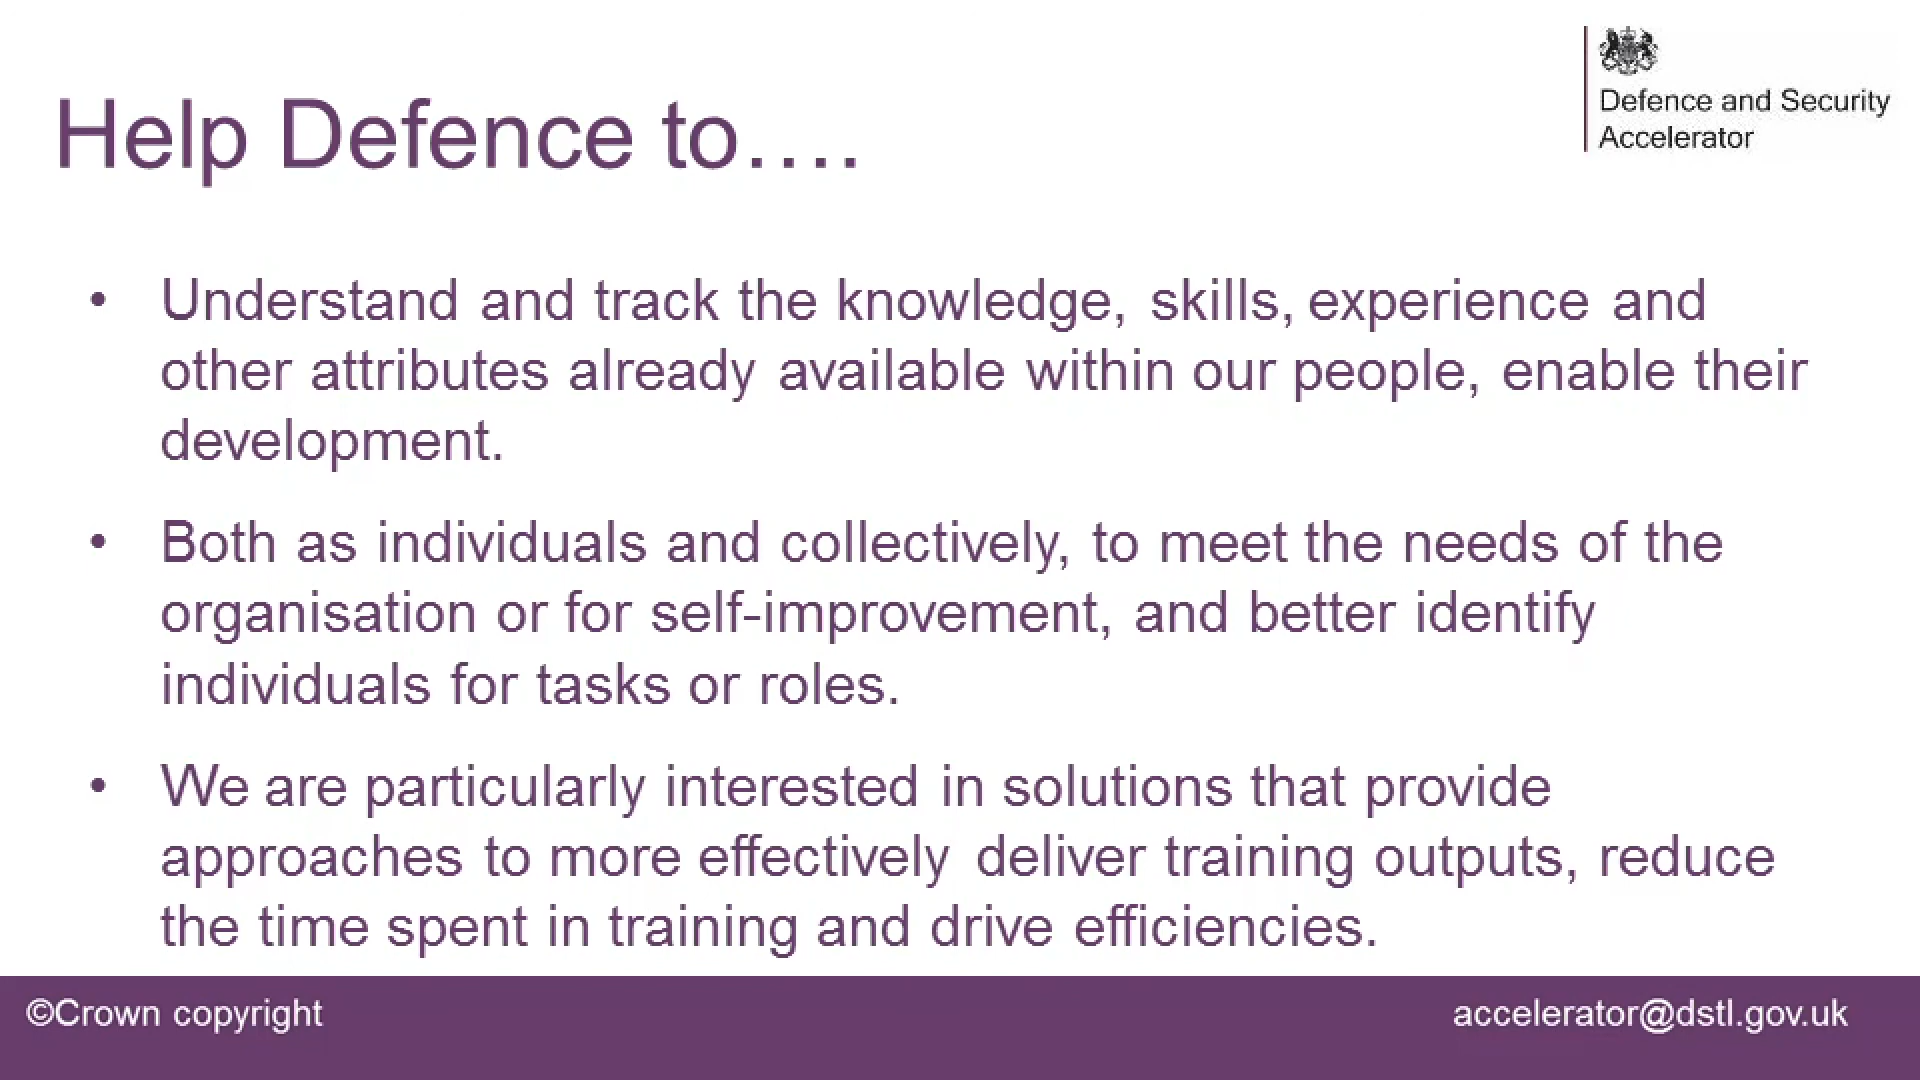 Defence and Security
Accelerator
Help Defence to….
• Understand and track the knowledge, skills, experience and
other attributes already available within our people, enable their
development.
• Both as individuals and collectively, to meet the needs of the
organisation or for self-improvement, and better identify
individuals for tasks or roles.
• We are particularly interested in solutions that provide
approaches to more effectively deliver training outputs, reduce
the time spent in training and drive efficiencies.
©Crown copyright
accelerator@dstl.gov.uk